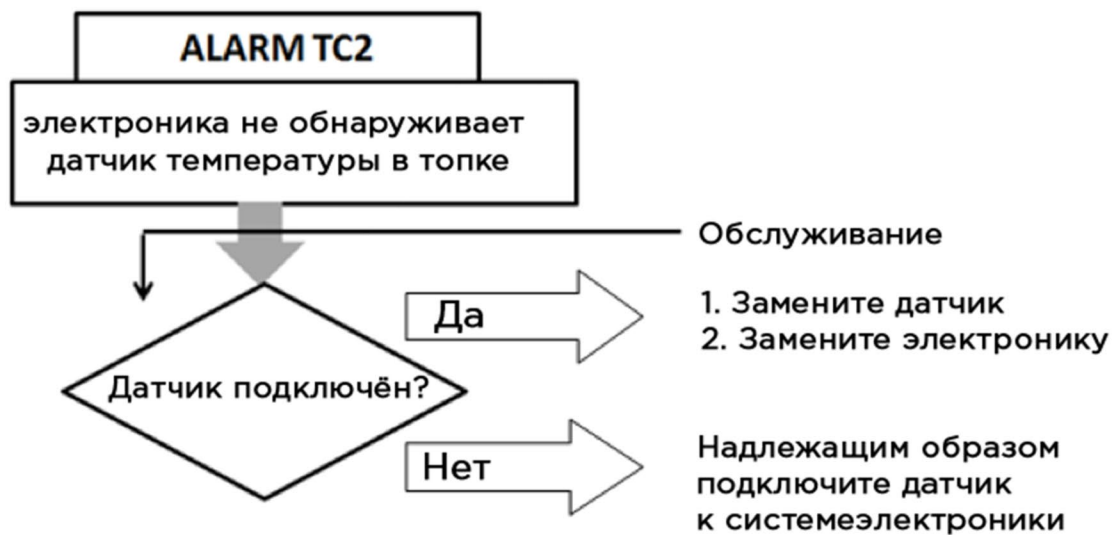 ALARM TC2
электроника не обнаруживает
датчик температуры в топке
Обслуживание
Да
1. Замените датчик
2. Замените электронику
Датчик подключён?
Нет
Надлежащим образом
подключите датчик
к системеэлектроники